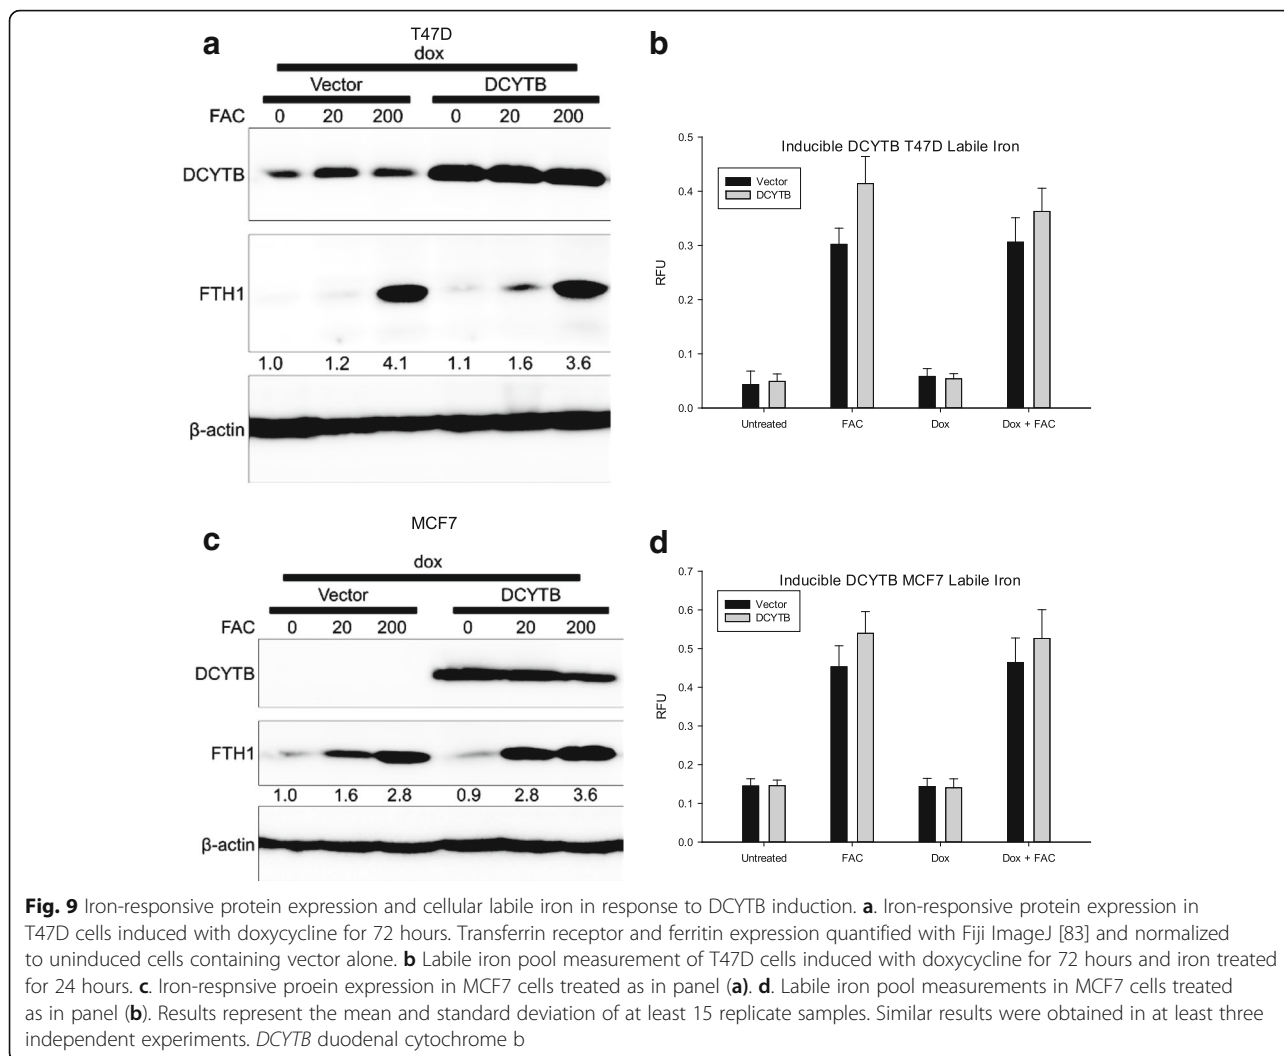 a
T47D
dox
Vector DCYTB
FAC 0 20 200 0 20 200
DCYTB
FTH1
1.0 1.2 4.1 1.1 1.6 3.6
β-actin
b
Inducible DCYTB T47D Labile Iron
Vector
DCYTB
0.5
0.4
0.3
0.2
0.1
0.0
RFU
Untreated FAC Dox Dox + FAC
c
MCF7
dox
Vector DCYTB
FAC 0 20 200 0 20 200
DCYTB
FTH1
1.0 1.6 2.8 0.9 2.8 3.6
β-actin
d
Inducible DCYTB MCF7 Labile Iron
Vector
DCYTB
0.7
0.6
0.5
0.4
0.3
0.2
0.1
0.0
RFU
Untreated FAC Dox Dox + FAC
Fig. 9 Iron-responsive protein expression and cellular labile iron in response to DCYTB induction. a. Iron-responsive protein expression in
T47D cells induced with doxycycline for 72 hours. Transferrin receptor and ferritin expression quantified with Fiji ImageJ [83] and normalized
to uninduced cells containing vector alone. b Labile iron pool measurement of T47D cells induced with doxycycline for 72 hours and iron treated
for 24 hours. c. Iron-respnsive proein expression in MCF7 cells treated as in panel (a). d. Labile iron pool measurements in MCF7 cells treated
as in panel (b). Results represent the mean and standard deviation of at least 15 replicate samples. Similar results were obtained in at least three
independent experiments. DCYTB duodenal cytochrome b